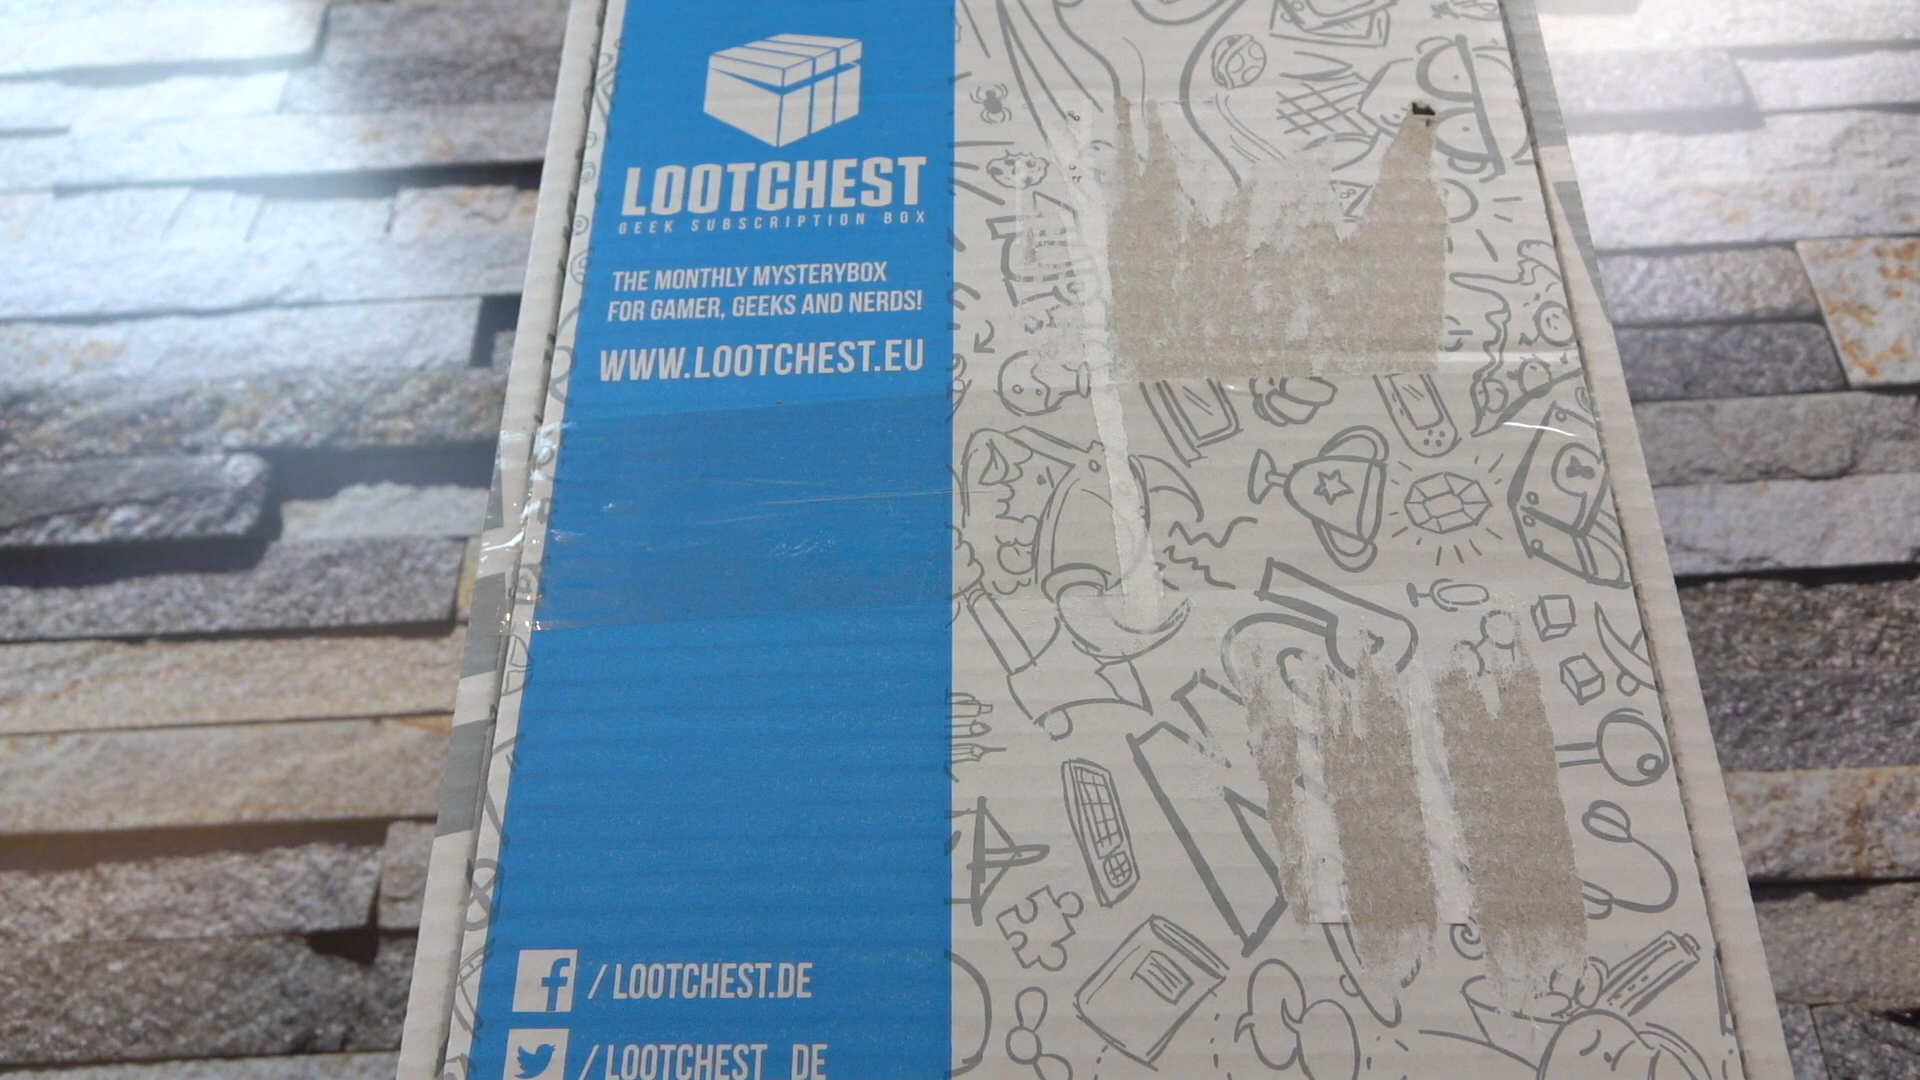 LOOTCHEST
GEEK SUBSCRIPTION BOX
THE MONTHLY MYSTERYBOX
FOR GAMER, GEEKS AND NERDS!
WWW.LOOTCHEST.EU
/ LOOTCHEST.DE
/ LOOTCHEST_DE